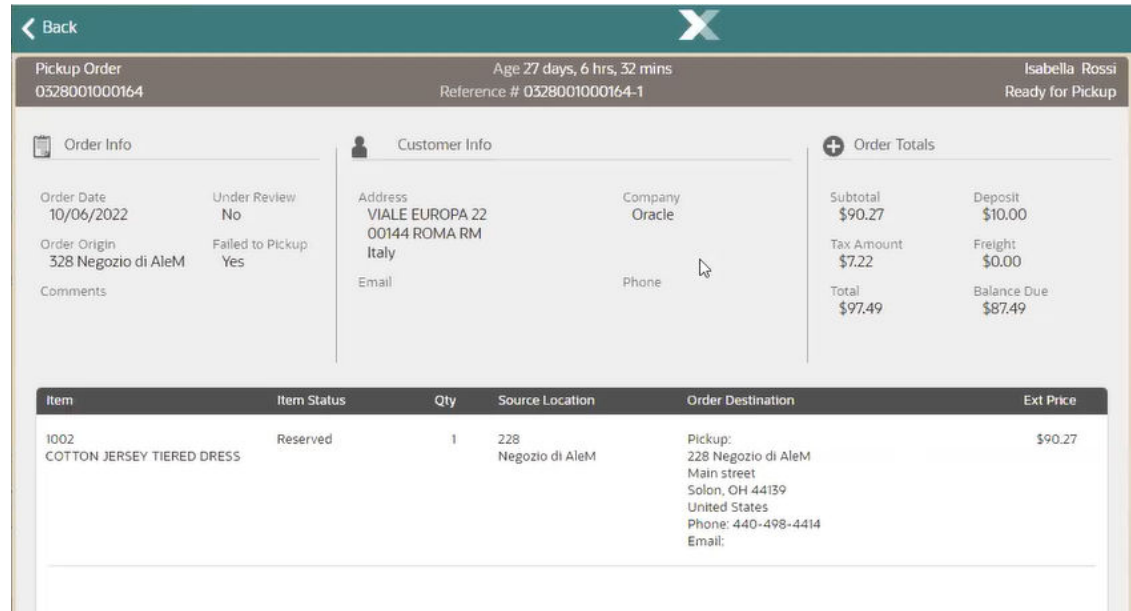 Back
Pickup Order
0328001000164
Age 27 days, 6 hrs, 32 mins
Reference # 0328001000164-1
Isabella Rossi
Ready for Pickup
Order Info
Order Date
10/06/2022
Under Review
No
Order Origin
328 Negozio di AleM
Failed to Pickup
Yes
Comments
Customer Info
Address
VIALE EUROPA 22
00144 ROMA RM
Italy
Company
Oracle
Email
Phone
Order Totals
Subtotal
$90.27
Deposit
$10.00
Tax Amount
$7.22
Freight
$0.00
Total
$97.49
Balance Due
$87.49
Item Item Status Qty Source Location Order Destination Ext Price
1002
COTTON JERSEY TIERED DRESS
Reserved
1
228
Negozio di AleM
Pickup:
228 Negozio di AleM
Main street
Solon, OH 44139
United States
Phone: 440-498-4414
Email:
$90.27